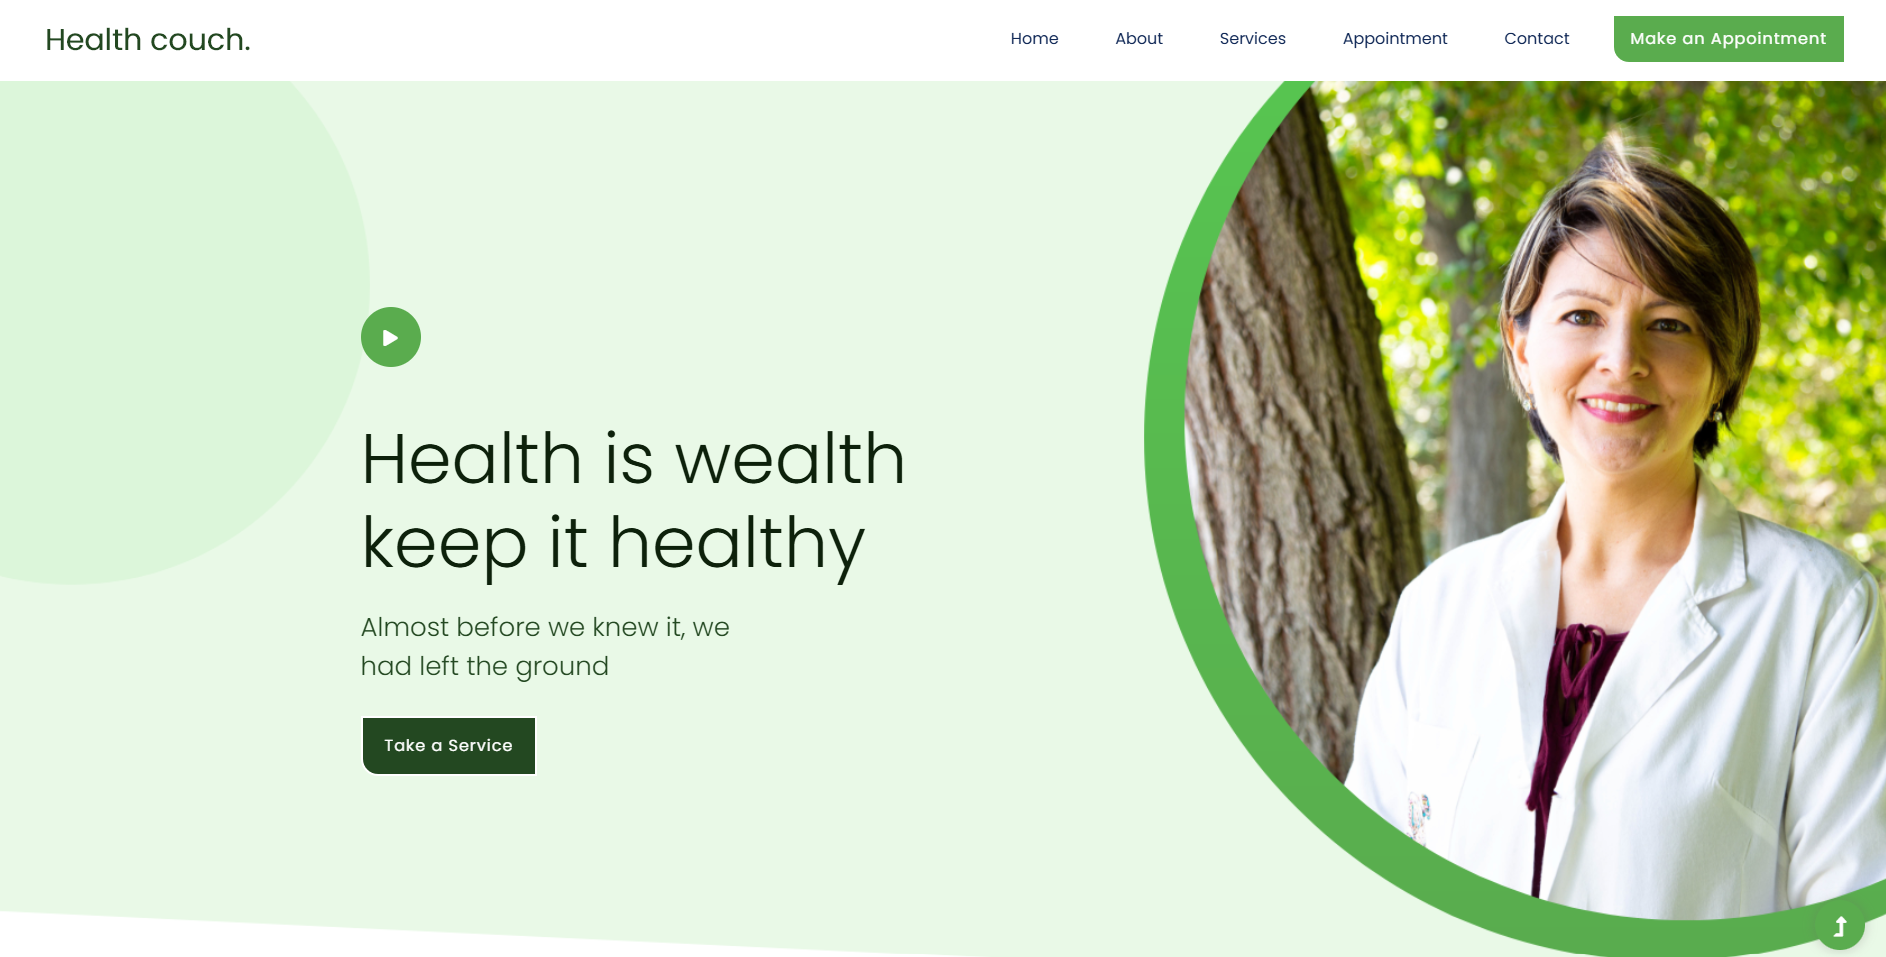 Health couch.
Home
About
Services
Appointment
Contact
Make an Appointment
Health is wealth
keep it healthy
Almost before we knew it, we
had left the ground
Take a Service